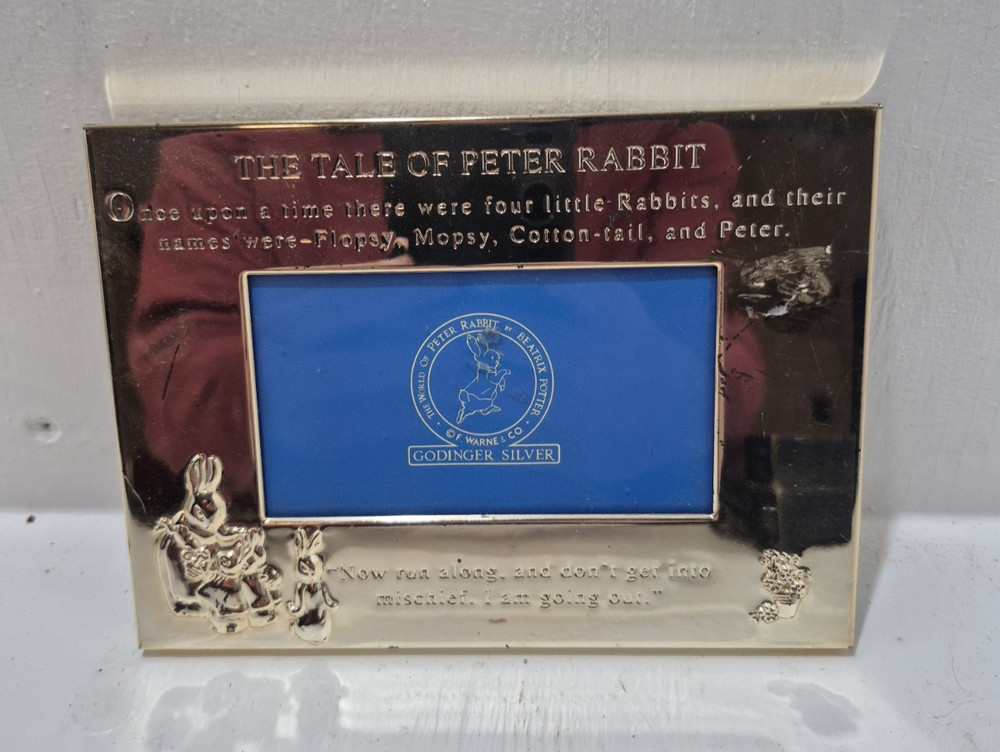 THE TALE OF PETER RABBIT
Once upon a time there were four little Rabbits, and their
names were–Flopsy, Mopsy, Cotton-tail, and Peter.
THE WORLD OF PETER RABBIT BY BEATRIX POTTER
© F. WARNE & CO.
GODINGER SILVER
"Now run along, and don't get into
mischief. I am going out."